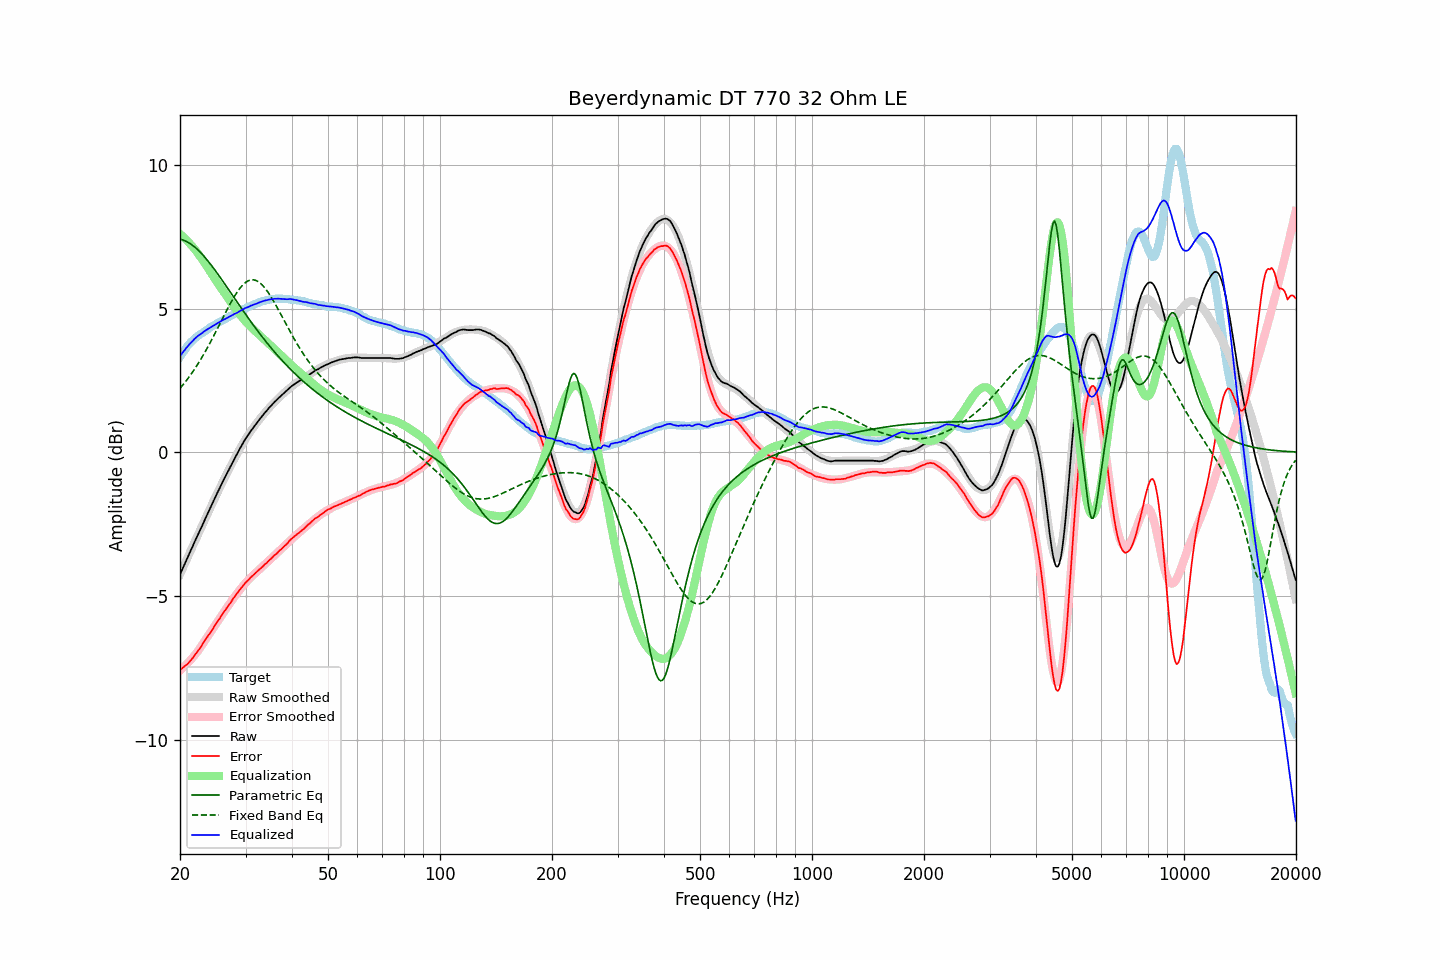 Beyerdynamic DT 770 32 Ohm LE
Amplitude (dBr)
10
5
0
−5
−10
Target
Raw Smoothed
Error Smoothed
Raw
Error
Equalization
Parametric Eq
Fixed Band Eq
Equalized
20 50 100 200 500 1000 2000 5000 10000 20000
Frequency (Hz)